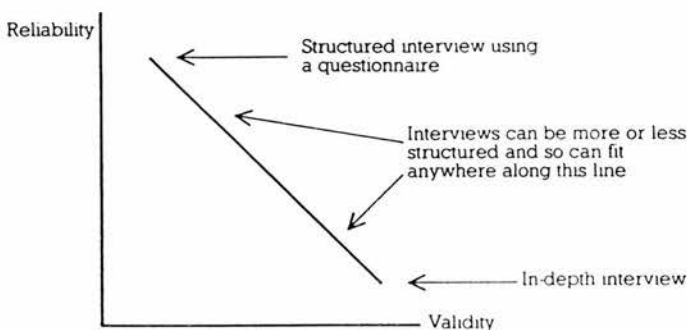 Reliability
Structured interview using
a questionnaire
Interviews can be more or less
structured and so can fit
anywhere along this line
In-depth interview
Validity